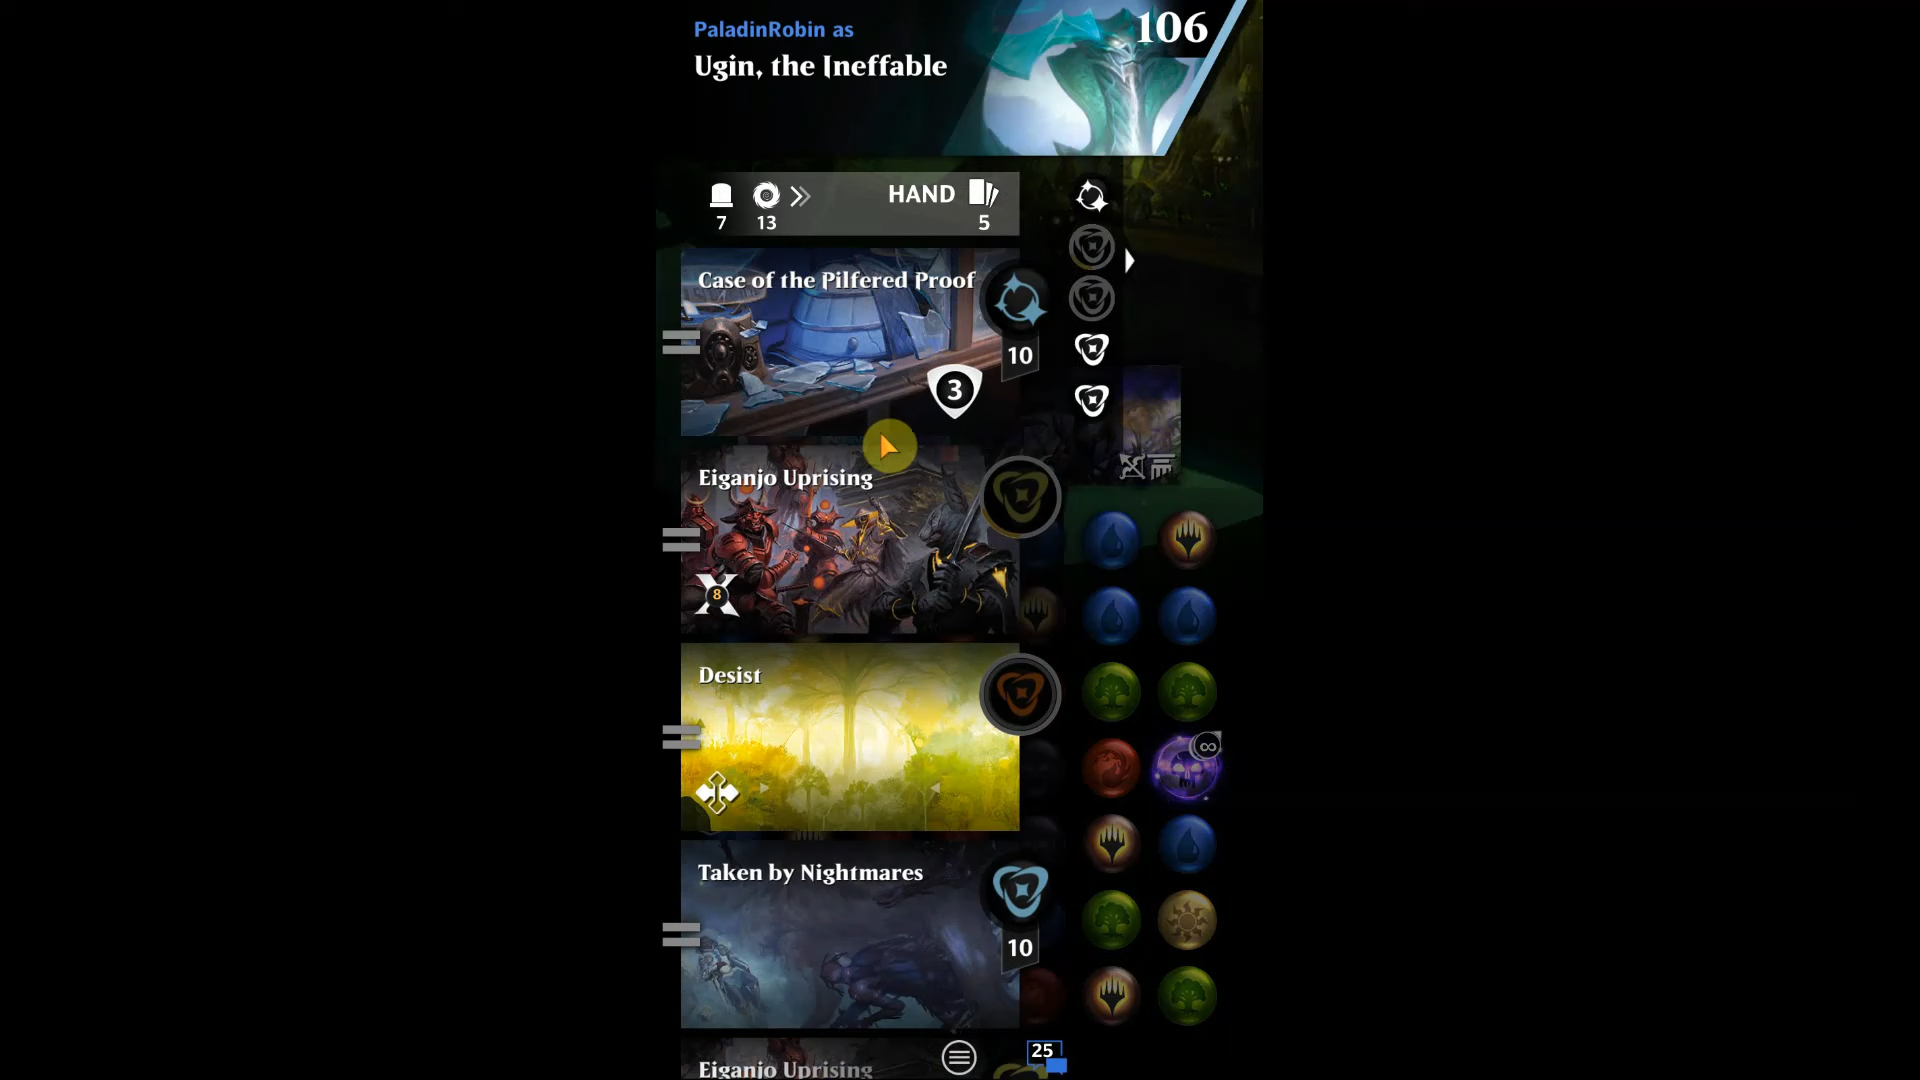 PaladinRobin as
106
Ugin, the Ineffable
HAND
7
13
5
Case of the Pilfered Proof
10
3
Eiganjo Uprising
8
Desist
∞
Taken by Nightmares
10
25
Eiganjo Uprising